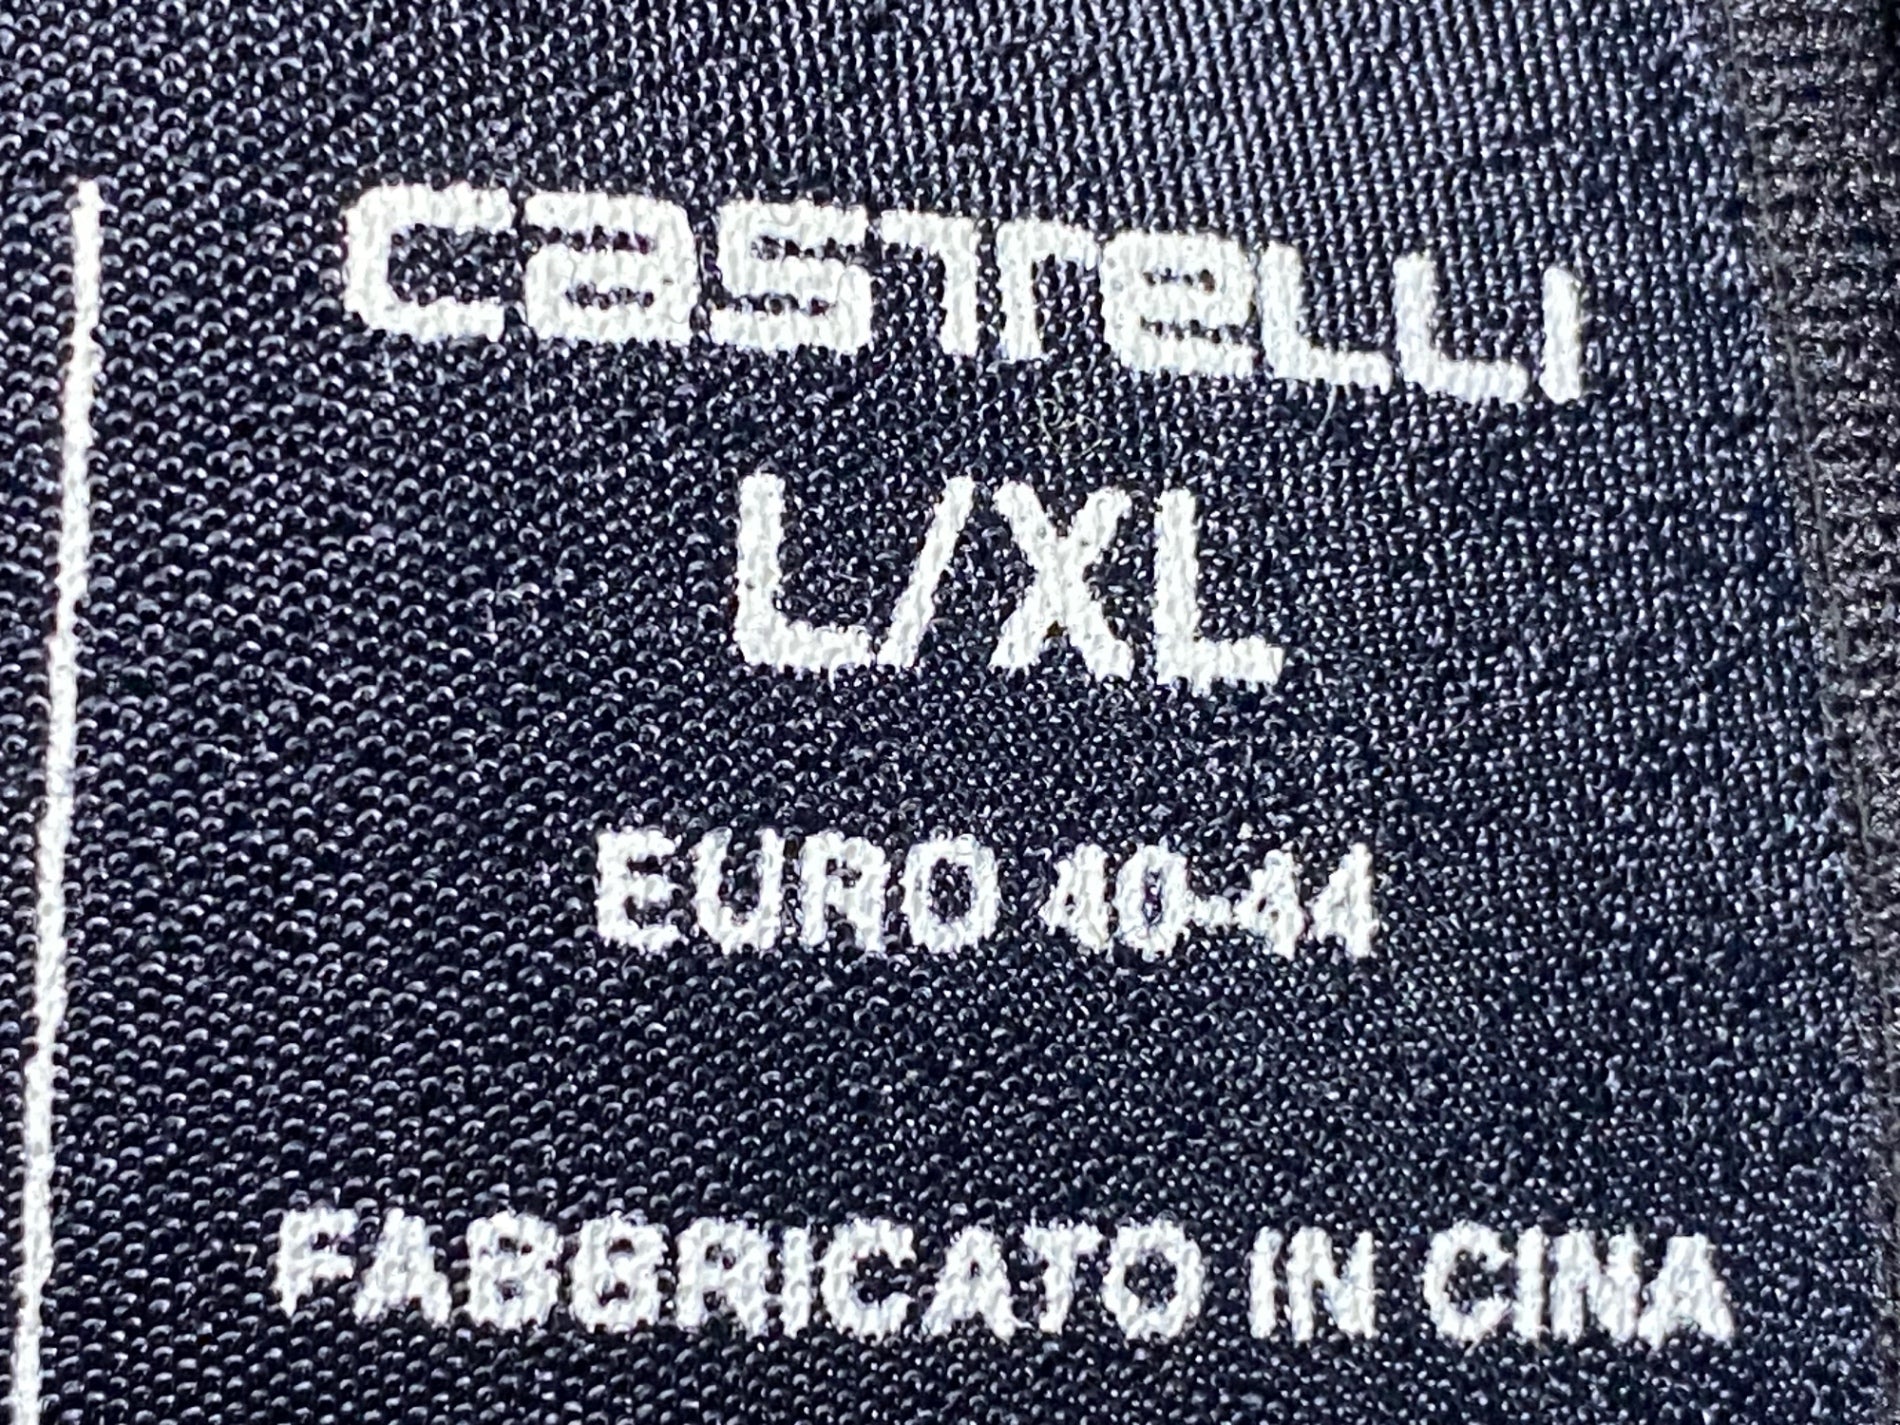 castelli
L/XL
EURO 40-44
FABBRICATO IN CINA